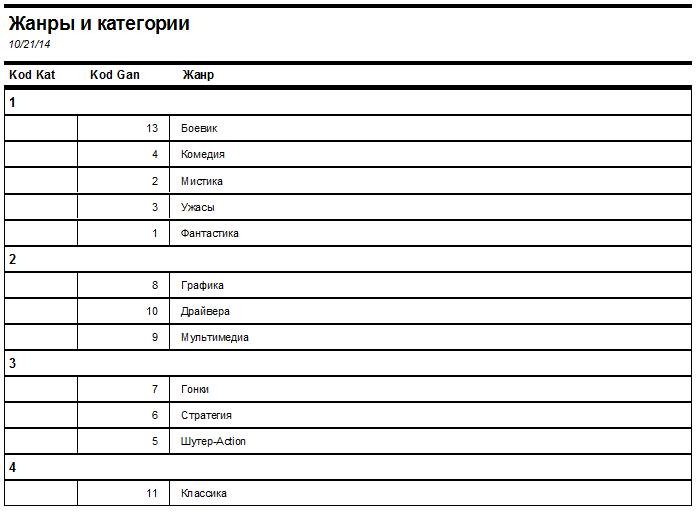 Жанры и категории
10/21/14
Kod Kat Kod Gan Жанр
1
13 Боевик
4 Комедия
2 Мистика
3 Ужасы
1 Фантастика
2
8 Графика
10 Драйвера
9 Мультимедиа
3
7 Гонки
6 Стратегия
5 Шутер-Action
4
11 Классика